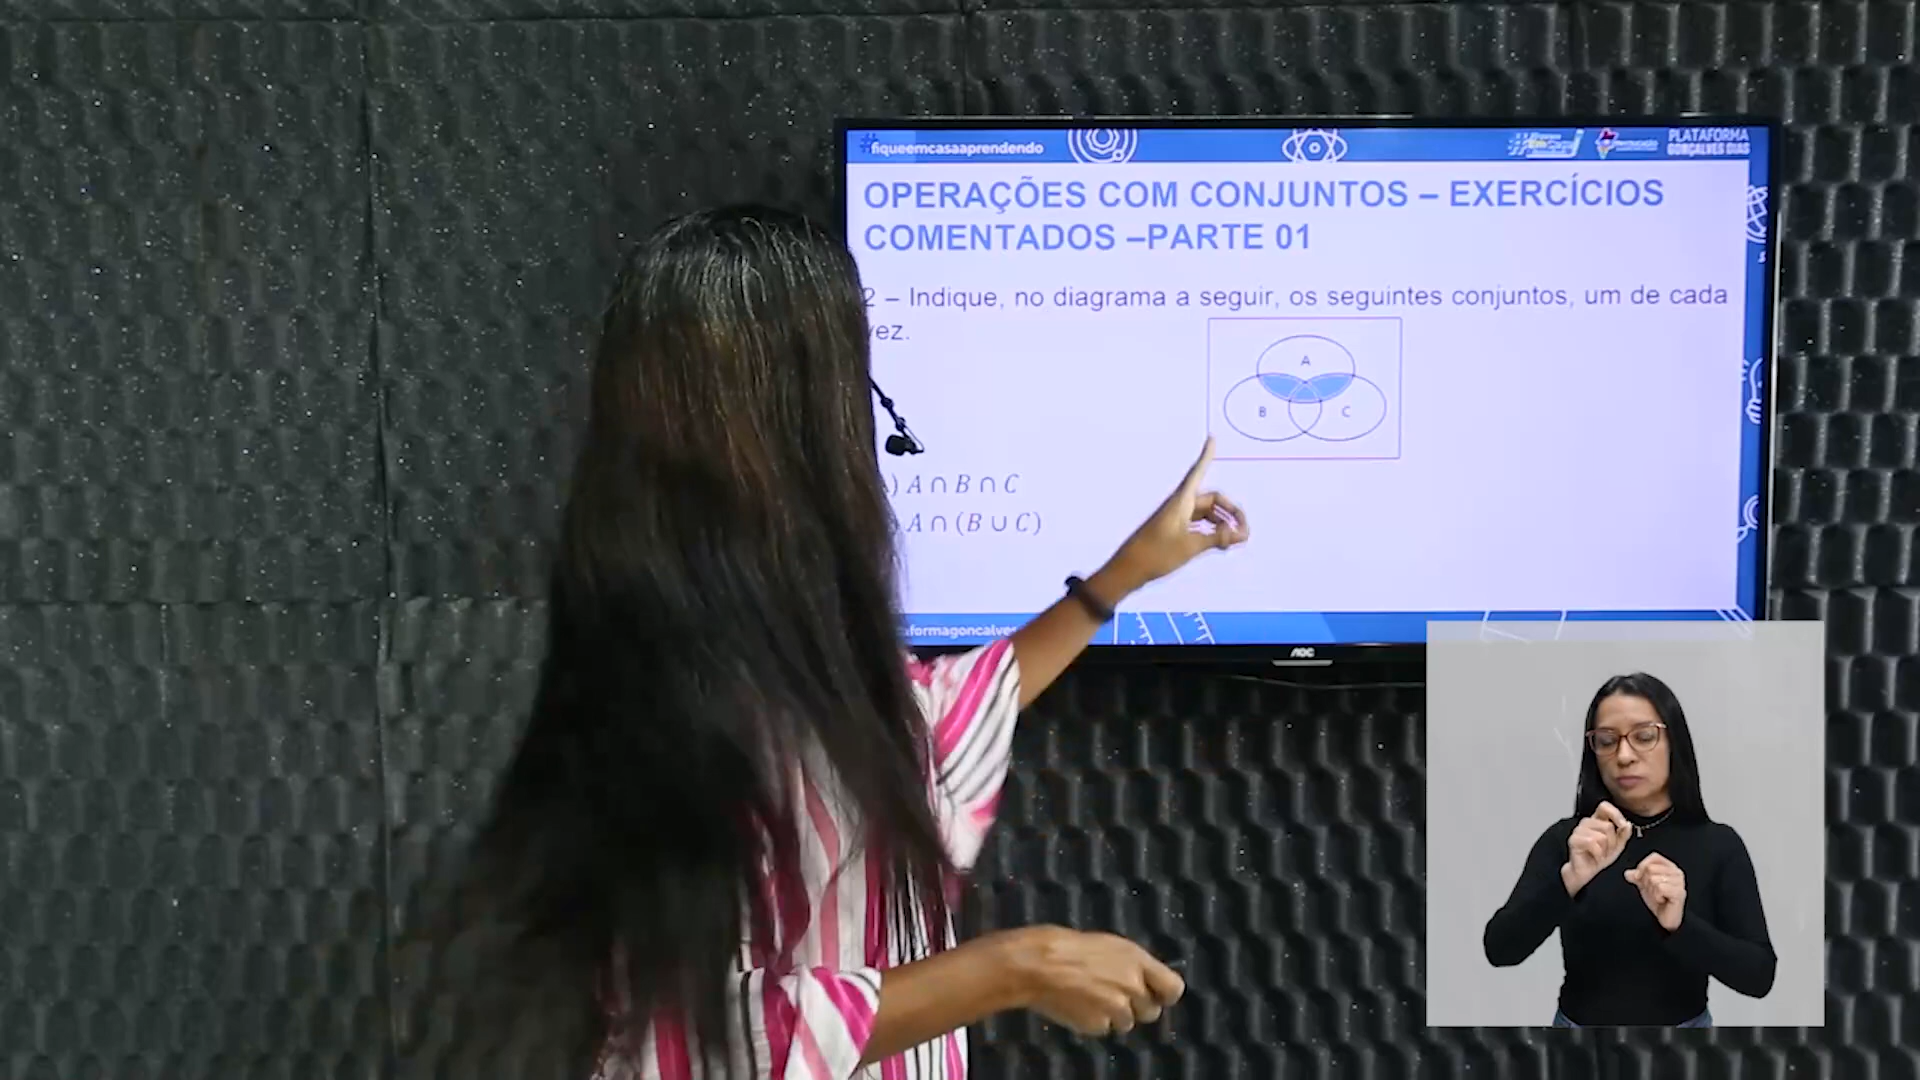 #fiqueemcasaaprendendo
PLATAFORMA
GONÇALVES DIAS
OPERAÇÕES COM CONJUNTOS – EXERCÍCIOS
COMENTADOS –PARTE 01
2 – Indique, no diagrama a seguir, os seguintes conjuntos, um de cada
vez.
A
B C
) A ∩ B ∩ C
A ∩ (B ∪ C)
formagoncalves
AOC